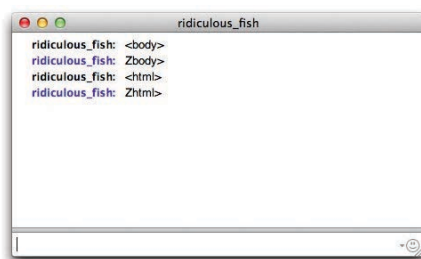 ridiculous_fish
ridiculous_fish: <body>
ridiculous_fish: Zbody>
ridiculous_fish: <html>
ridiculous_fish: Zhtml>